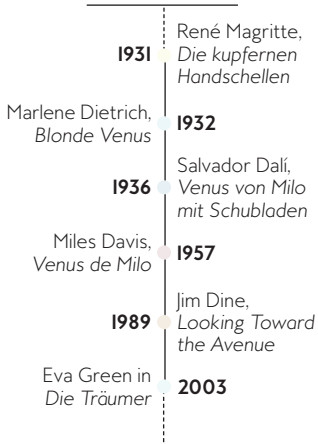 René Magritte,
1931 Die kupfernen
Handschellen
Marlene Dietrich,
Blonde Venus 1932
Salvador Dalí,
1936 Venus von Milo
mit Schubladen
Miles Davis,
Venus de Milo 1957
Jim Dine,
1989 Looking Toward
the Avenue
Eva Green in
Die Träumer 2003